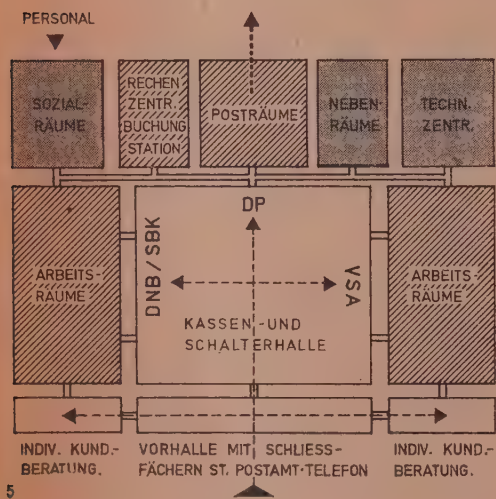 PERSONAL
SOZIAL-
RÄUME
RECHEN
ZENTR.
BUCHUNG
STATION
POSTRÄUME
NEBEN-
RÄUME
TECHN.
ZENTR.
ARBEITS-
RÄUME
DNB/SBK
DP
VSA
KASSEN-UND
SCHALTERHALLE
ARBEITS-
RÄUME
INDIV. KUND.-
BERATUNG.
VORHALLE MIT SCHLIESS-
FÄCHERN ST. POSTAMT·TELEFON
INDIV. KUND.-
BERATUNG.
5